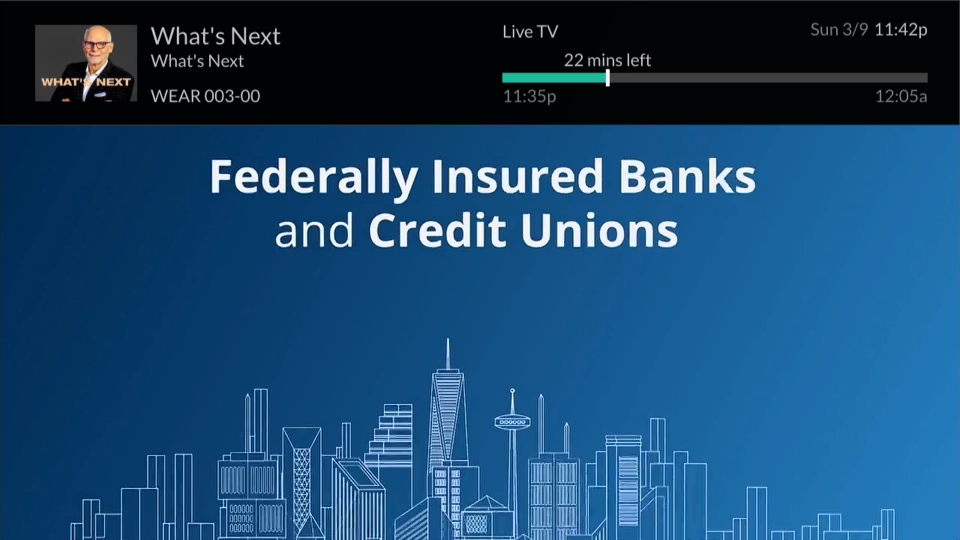 What's Next
What's Next
WEAR 003-00
WHAT'S NEXT
Live TV
22 mins left
11:35p
12:05a
Sun 3/9 11:42p
Federally Insured Banks
and Credit Unions